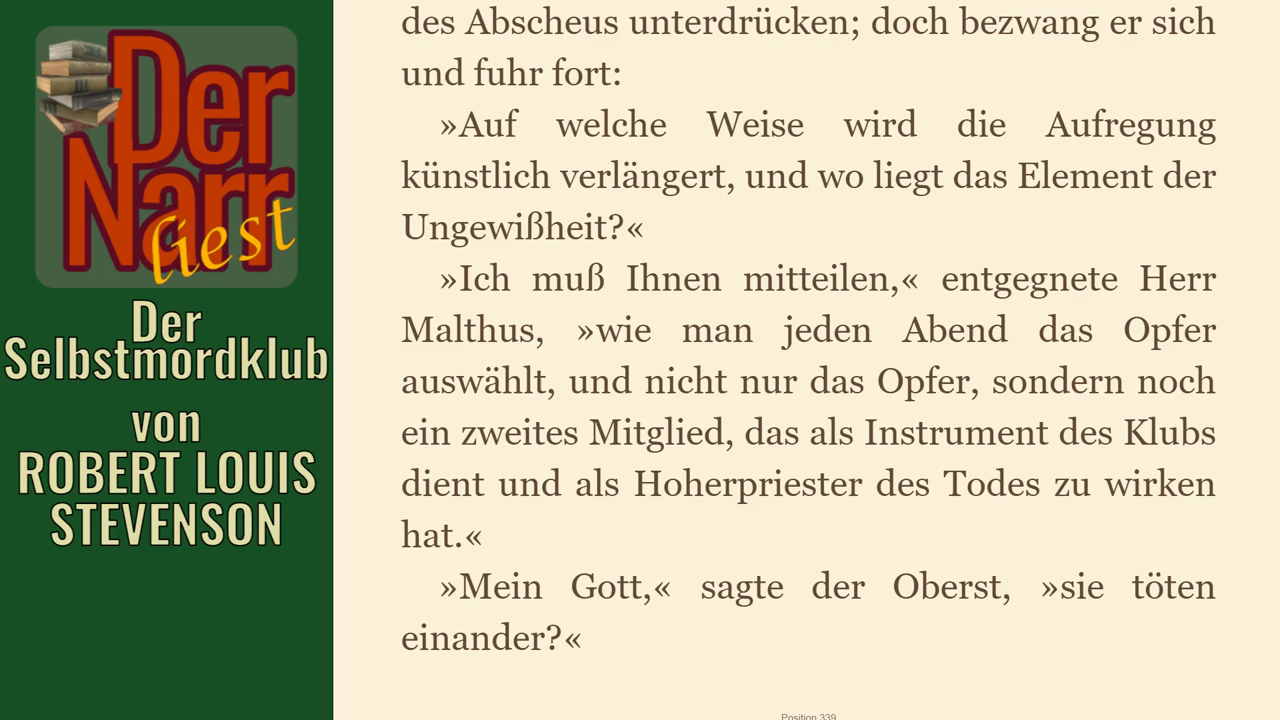 Der
Narr
liest
Der
Selbstmordklub
von
ROBERT LOUIS
STEVENSON
des Abscheus unterdrücken; doch bezwang er sich
und fuhr fort:
»Auf welche Weise wird die Aufregung
künstlich verlängert, und wo liegt das Element der
Ungewißheit?«
»Ich muß Ihnen mitteilen,« entgegnete Herr
Malthus, »wie man jeden Abend das Opfer
auswählt, und nicht nur das Opfer, sondern noch
ein zweites Mitglied, das als Instrument des Klubs
dient und als Hoherpriester des Todes zu wirken
hat.«
»Mein Gott,« sagte der Oberst, »sie töten
einander?«
Position 339